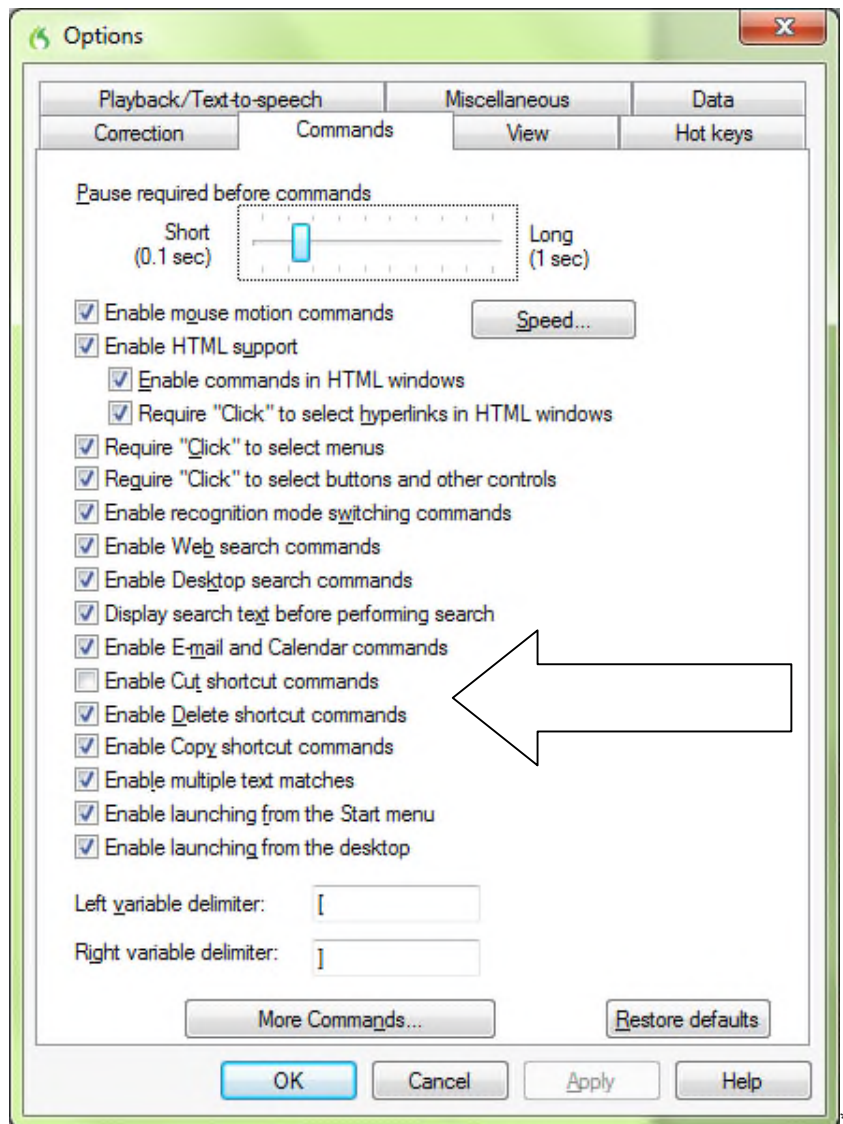 Options
Playback/Text-to-speech Miscellaneous Data
Correction Commands View Hot keys
Pause required before commands
Short Long
(0.1 sec) (1 sec)
Enable mouse motion commands Speed...
Enable HTML support
Enable commands in HTML windows
Require "Click" to select hyperlinks in HTML windows
Require "Click" to select menus
Require "Click" to select buttons and other controls
Enable recognition mode switching commands
Enable Web search commands
Enable Desktop search commands
Display search text before performing search
Enable E-mail and Calendar commands
Enable Cut shortcut commands
Enable Delete shortcut commands
Enable Copy shortcut commands
Enable multiple text matches
Enable launching from the Start menu
Enable launching from the desktop
Left variable delimiter: [
Right variable delimiter: ]
More Commands... Restore defaults
OK Cancel Apply Help